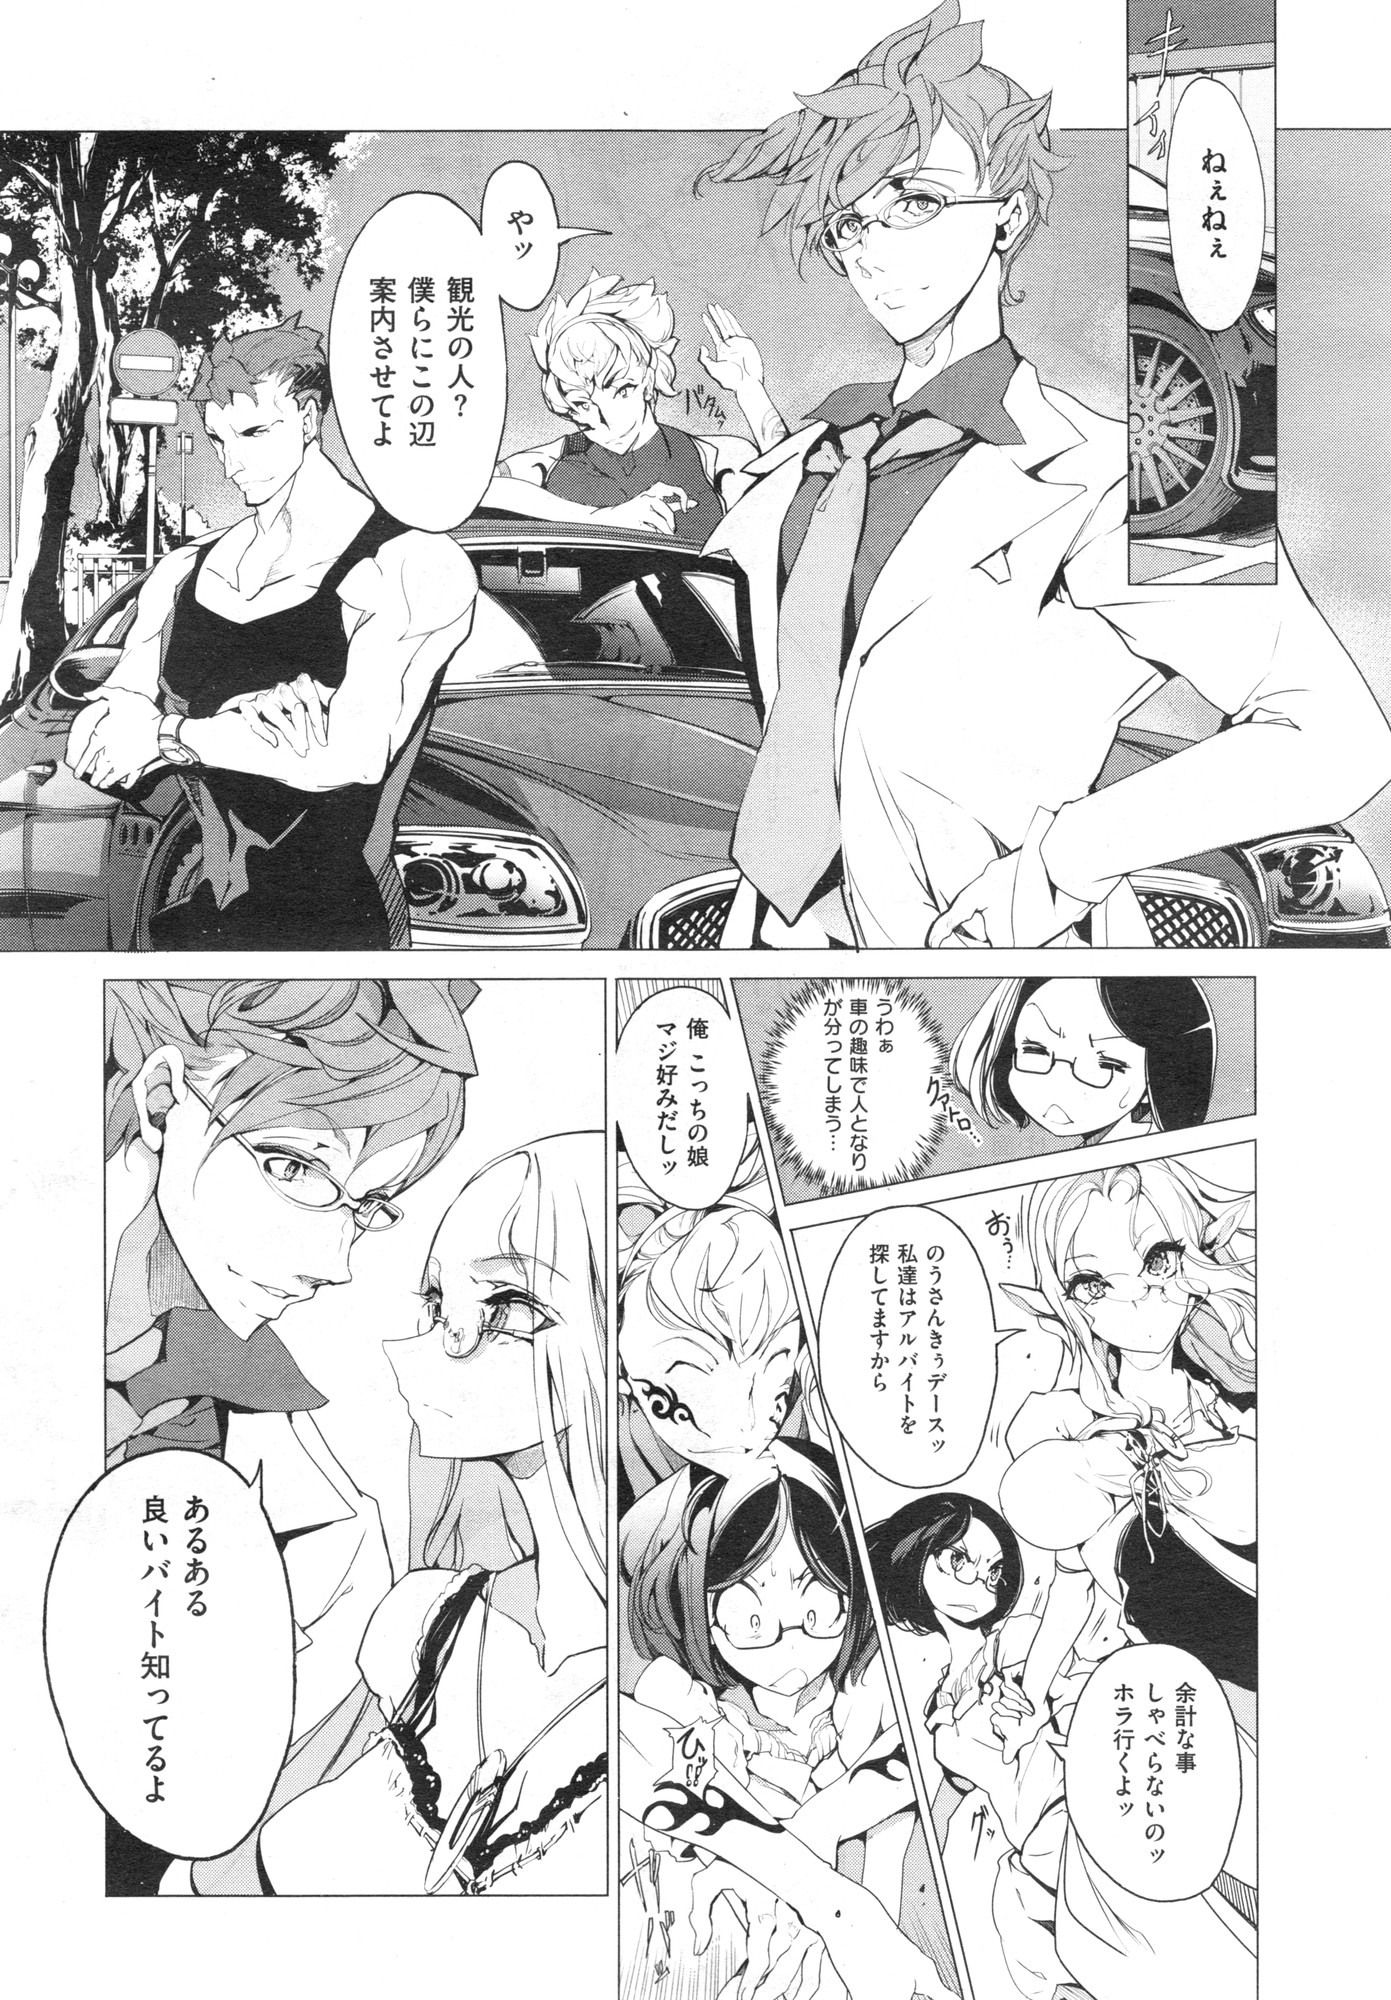 キイィ
ねぇねぇ
バタムッ
やッ
観光の人?
僕らにこの辺
案内させてよ
うわぁ
車の趣味で人となり
が分ってしまう…
おぅ…
のうさんきぅデースッ
私達はアルバイトを
探してますから
余計な事
しゃべらないのッ
ホラ行くよッ
グッ
俺 こっちの娘
マジ好みだしッ
ひッ!!
あるある
良いバイト知ってるよ